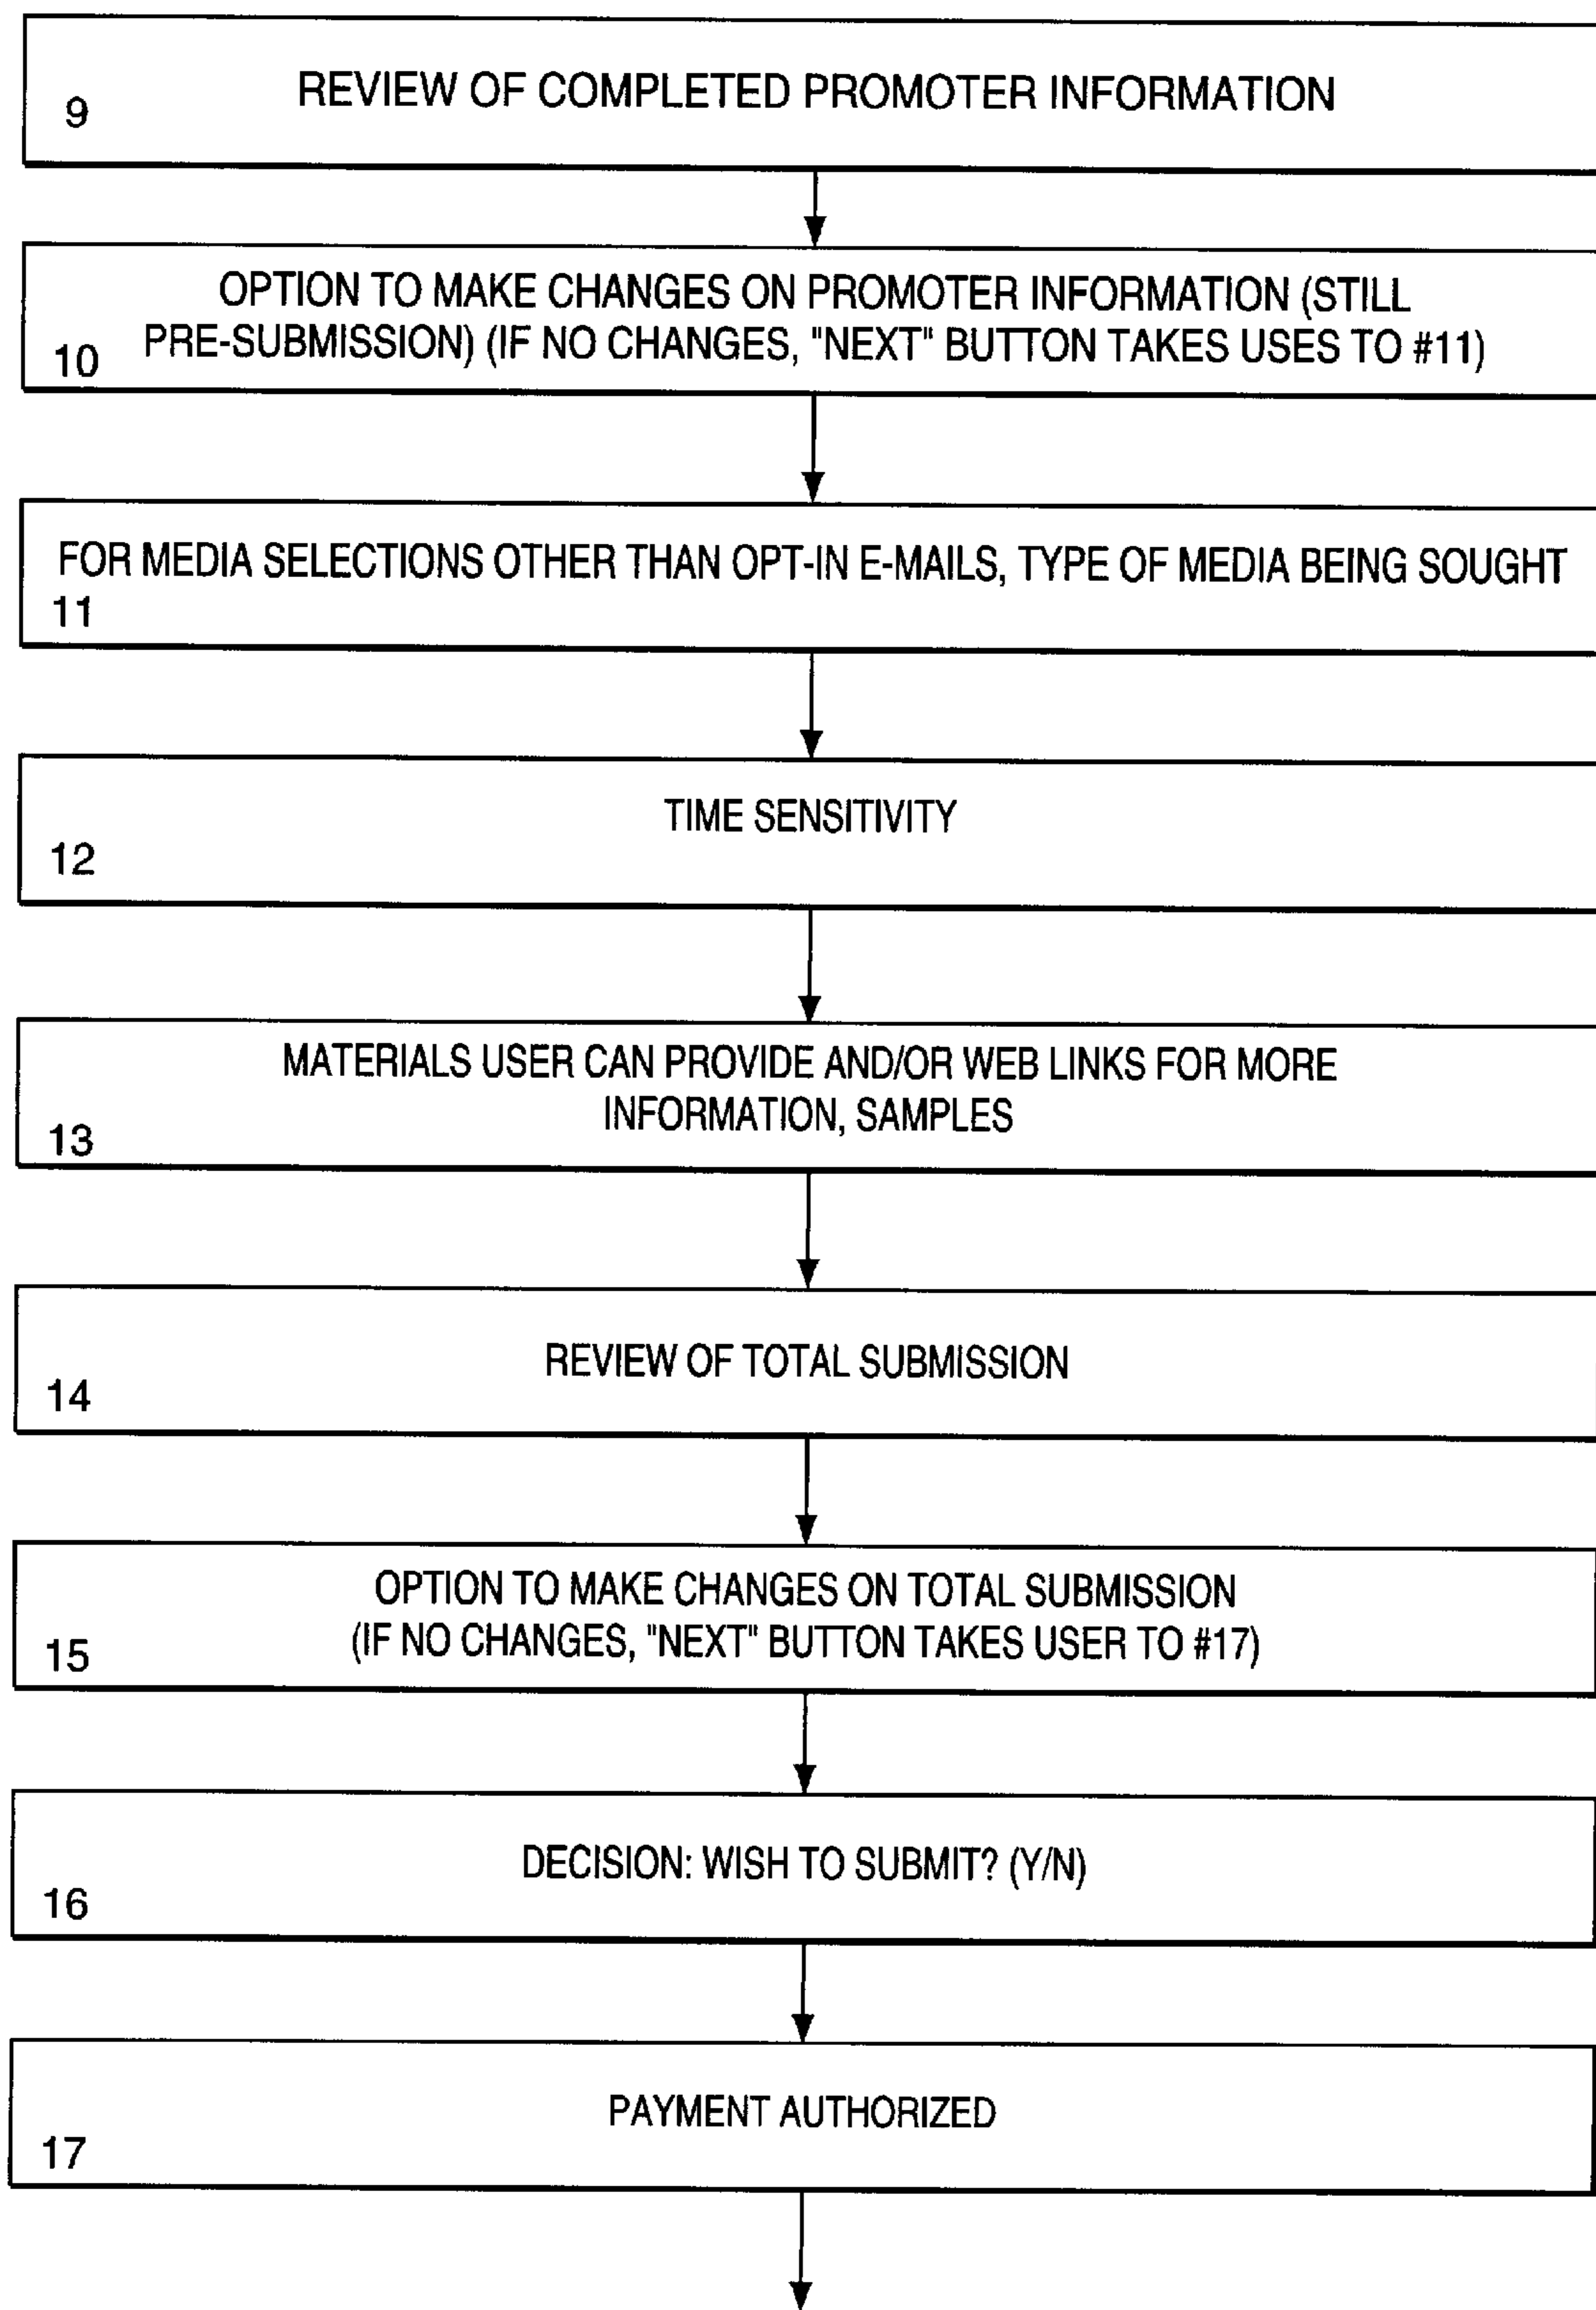 REVIEW OF COMPLETED PROMOTER INFORMATION
9
OPTION TO MAKE CHANGES ON PROMOTER INFORMATION (STILL
PRE-SUBMISSION) (IF NO CHANGES, "NEXT" BUTTON TAKES USES TO #11)
10
FOR MEDIA SELECTIONS OTHER THAN OPT-IN E-MAILS, TYPE OF MEDIA BEING SOUGHT
11
TIME SENSITIVITY
12
MATERIALS USER CAN PROVIDE AND/OR WEB LINKS FOR MORE
INFORMATION, SAMPLES
13
REVIEW OF TOTAL SUBMISSION
14
OPTION TO MAKE CHANGES ON TOTAL SUBMISSION
(IF NO CHANGES, "NEXT" BUTTON TAKES USER TO #17)
15
DECISION: WISH TO SUBMIT? (Y/N)
16
PAYMENT AUTHORIZED
17